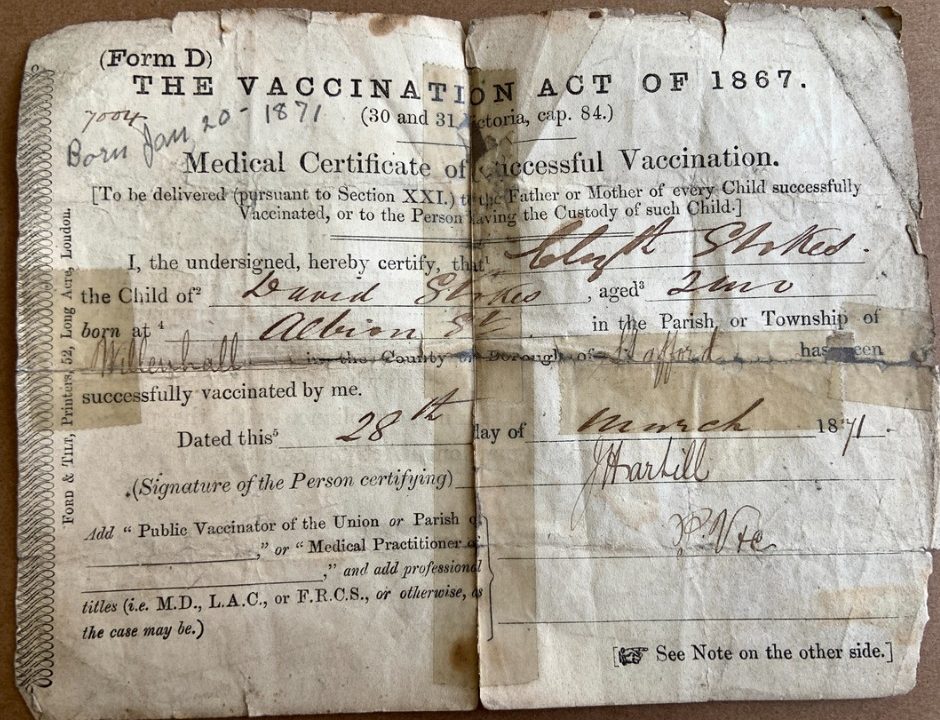 (Form D)
THE VACCINATION ACT OF 1867.
7004
Born Jan 20 - 1871
(30 and 31 Victoria, cap. 84.)
Medical Certificate of Successful Vaccination.
[To be delivered (pursuant to Section XXI.) to the Father or Mother of every Child successfully
Vaccinated, or to the Person having the Custody of such Child.]
I, the undersigned, hereby certify, that¹ Stokes.
the Child of² David Stokes, aged³
born at ⁴ Albion St in the Parish or Township of
Willenhall in the County or Borough of Stafford has been
successfully vaccinated by me.
Dated this⁵ 28th day of March 1871.
(Signature of the Person certifying) J Hartill
Add "Public Vaccinator of the Union or Parish of
," or "Medical Practitioner of
," and add professional
titles (i.e. M.D., L.A.C., or F.R.C.S., or otherwise, as
the case may be.)
[☞ See Note on the other side.]
FORD & TILT, Printers, 52, Long Acre, London.